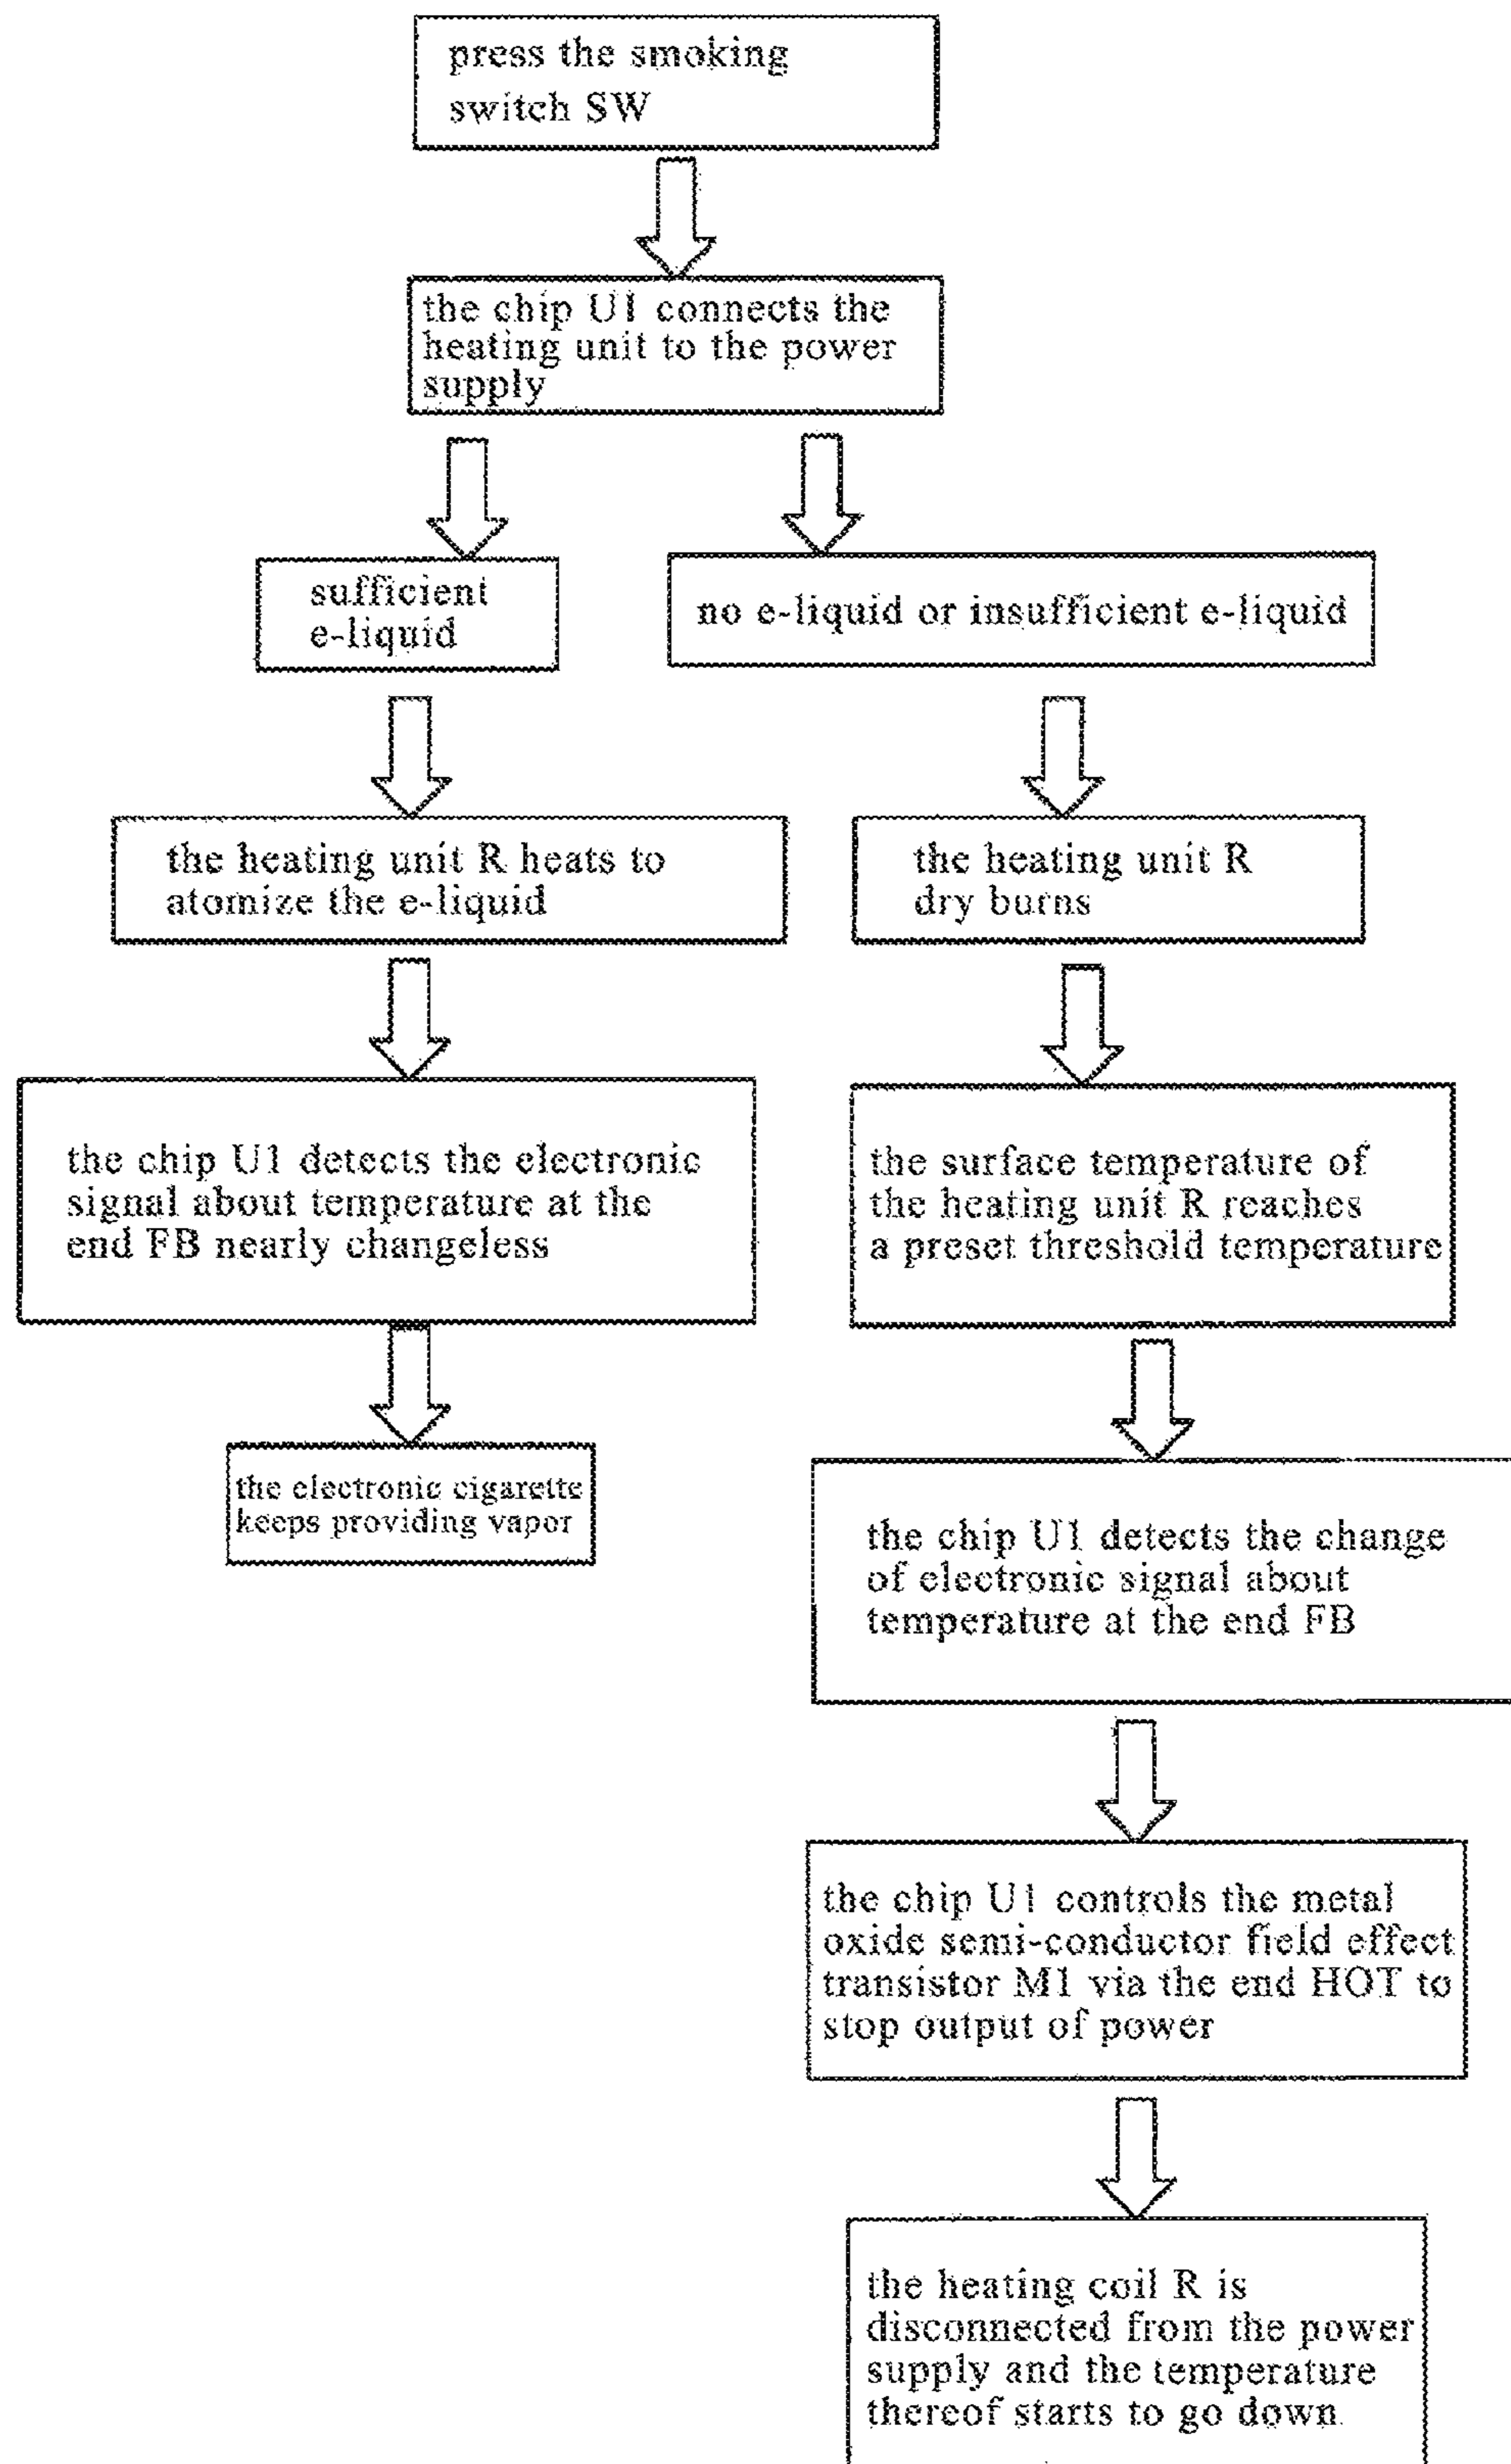 press the smoking
switch SW
the chip U1 connects the
heating unit to the power
supply
sufficient
e-liquid
no e-liquid or insufficient e-liquid
the heating unit R heats to
atomize the e-liquid
the heating unit R
dry burns
the chip U1 detects the electronic
signal about temperature at the
end FB nearly changeless
the surface temperature of
the heating unit R reaches
a preset threshold temperature
the electronic cigarette
keeps providing vapor
the chip U1 detects the change
of electronic signal about
temperature at the end FB
the chip U1 controls the metal
oxide semi-conductor field effect
transistor M1 via the end HOT to
stop output of power
the heating coil R is
disconnected from the power
supply and the temperature
thereof starts to go down.